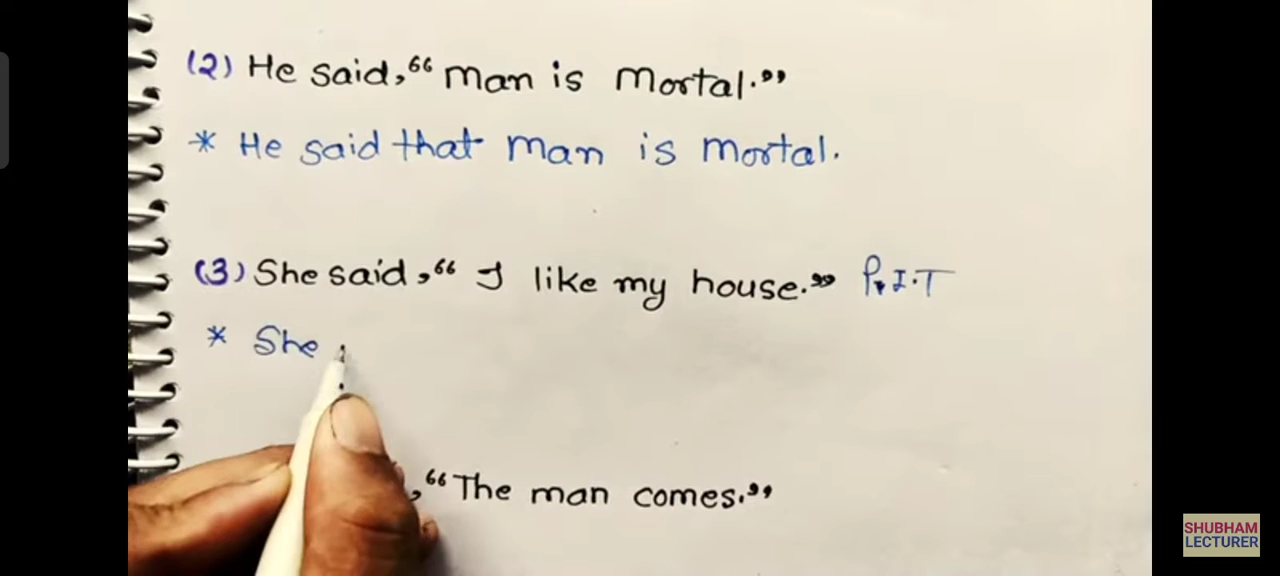 (2) He said, “Man is Mortal.”
* He said that man is mortal.
(3) She said, “I like my house.” Pr.I.T
* She
, “The man comes.”
SHUBHAM
LECTURER